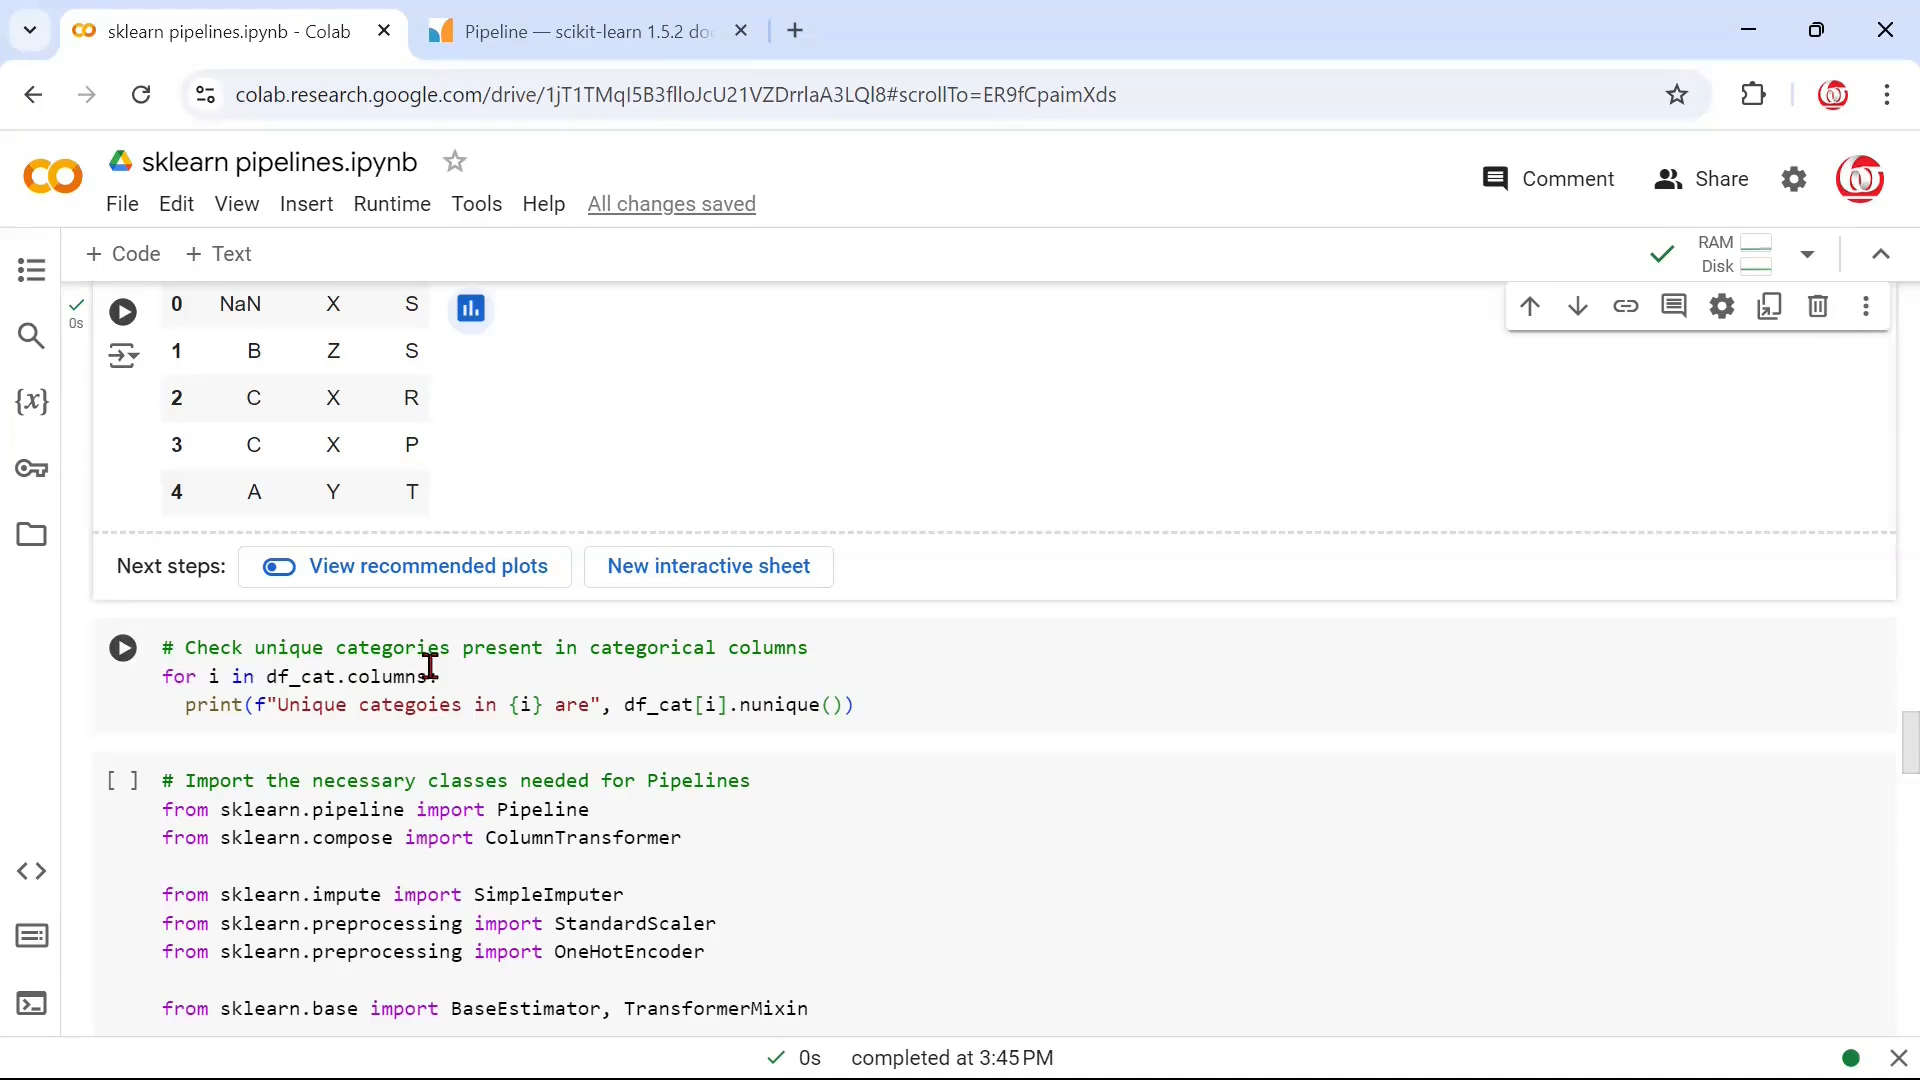 sklearn pipelines.ipynb - Colab
Pipeline — scikit-learn 1.5.2 do
colab.research.google.com/drive/1jT1TMqI5B3flloJcU21VZDrrlaA3LQl8#scrollTo=ER9fCpaimXds
sklearn pipelines.ipynb
Comment
Share
File Edit View Insert Runtime Tools Help All changes saved
+ Code + Text
RAM
Disk
0 NaN X S
0s
1 B Z S
2 C X R
3 C X P
4 A Y T
Next steps: View recommended plots New interactive sheet
# Check unique categories present in categorical columns
for i in df_cat.columns:
print(f"Unique categoies in {i} are", df_cat[i].nunique())
[ ] # Import the necessary classes needed for Pipelines
from sklearn.pipeline import Pipeline
from sklearn.compose import ColumnTransformer
from sklearn.impute import SimpleImputer
from sklearn.preprocessing import StandardScaler
from sklearn.preprocessing import OneHotEncoder
from sklearn.base import BaseEstimator, TransformerMixin
0s completed at 3:45 PM